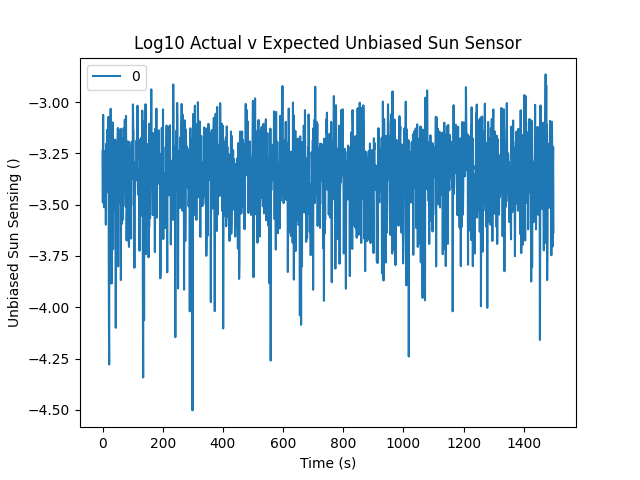 Log10 Actual v Expected Unbiased Sun Sensor
0
−3.00
−3.25
−3.50
−3.75
−4.00
−4.25
−4.50
Unbiased Sun Sensing ()
0 200 400 600 800 1000 1200 1400
Time (s)